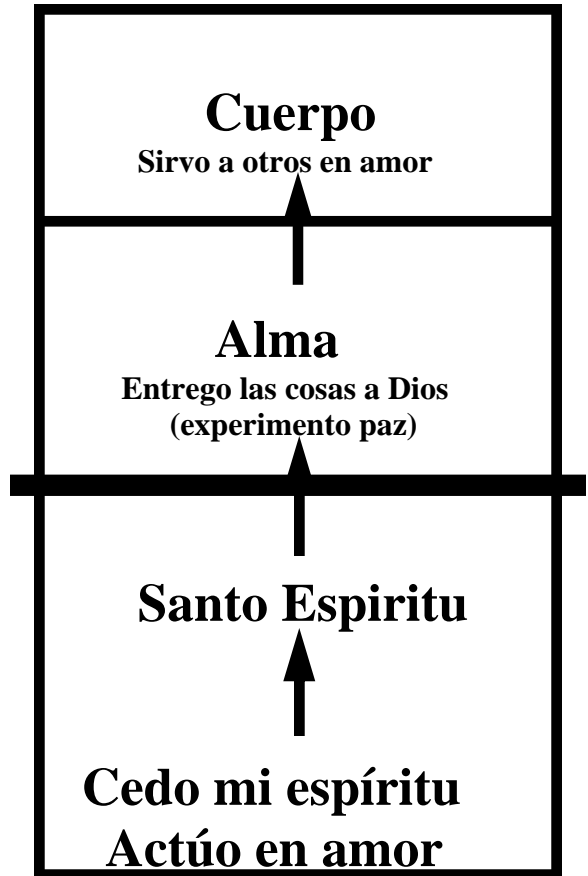 Cuerpo
Sirvo a otros en amor
Alma
Entrego las cosas a Dios
(experimento paz)
Santo Espiritu
Cedo mi espíritu
Actúo en amor